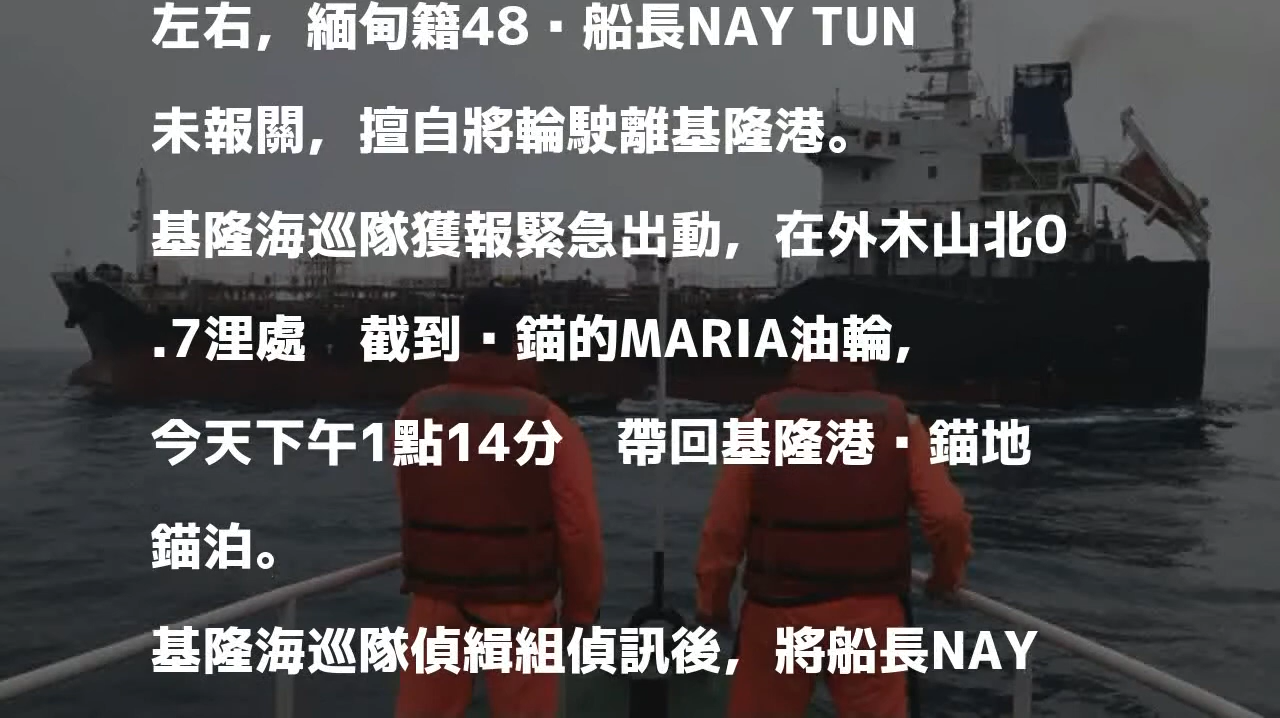 左右，緬甸籍48▪船長NAY TUN
未報關，擅自將輪駛離基隆港。
基隆海巡隊獲報緊急出動，在外木山北0
.7浬處　截到▪錨的MARIA油輪，
今天下午1點14分　帶回基隆港▪錨地
錨泊。
基隆海巡隊偵緝組偵訊後，將船長NAY